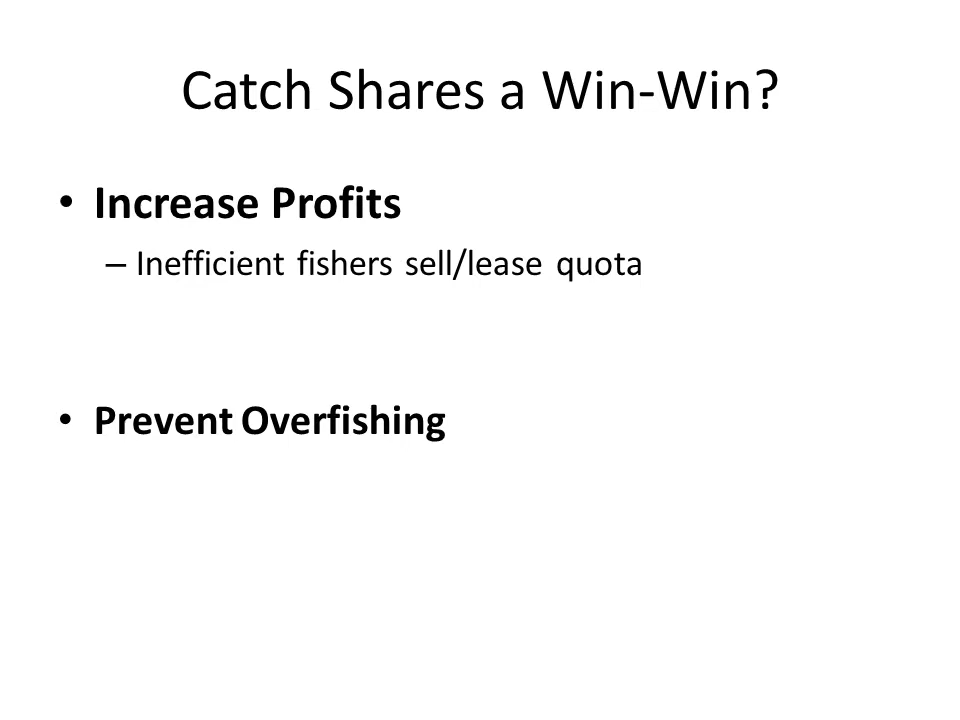 Catch Shares a Win-Win?
• Increase Profits
– Inefficient fishers sell/lease quota
• Prevent Overfishing